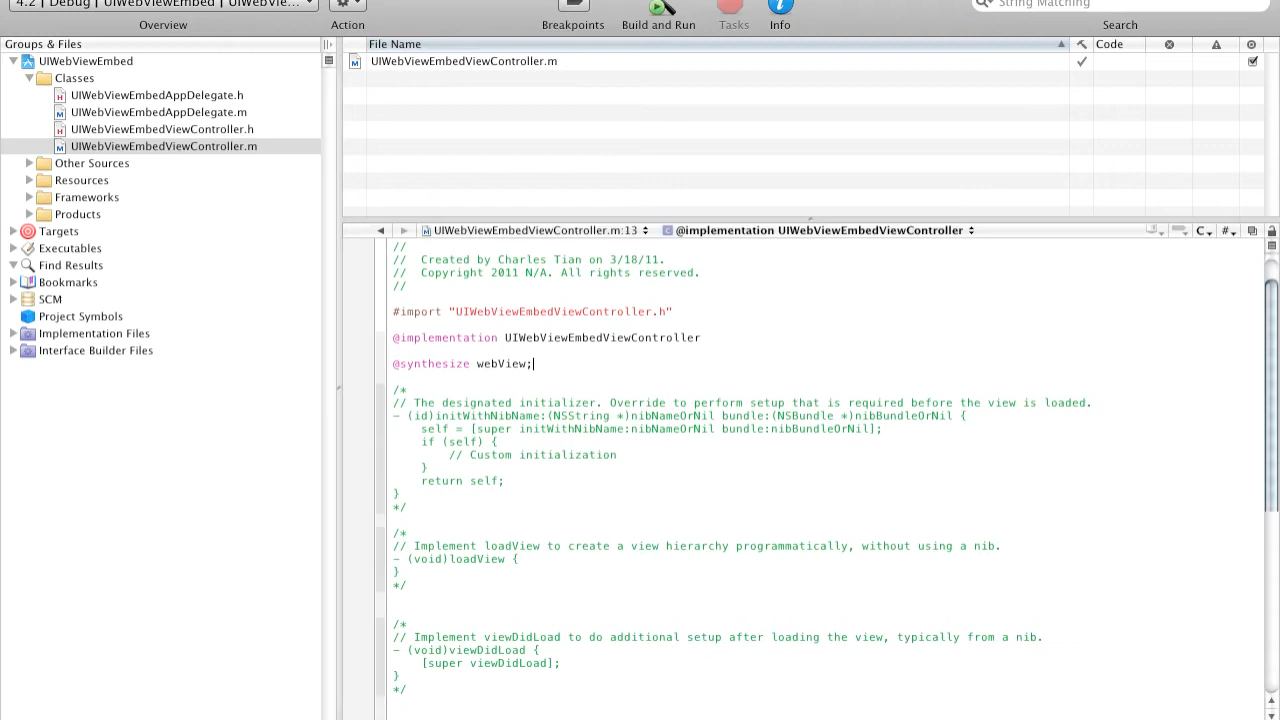 4.2 | Debug | UIWebViewEmbed | UIWebVie...
String Matching
Overview
Action
Breakpoints
Build and Run
Tasks
Info
Search
Groups & Files
File Name
Code
UIWebViewEmbed
UIWebViewEmbedViewController.m
Classes
UIWebViewEmbedAppDelegate.h
UIWebViewEmbedAppDelegate.m
UIWebViewEmbedViewController.h
UIWebViewEmbedViewController.m
Other Sources
Resources
Frameworks
Products
Targets
Executables
Find Results
Bookmarks
SCM
Project Symbols
Implementation Files
Interface Builder Files
UIWebViewEmbedViewController.m:13
@implementation UIWebViewEmbedViewController
C
#
//
//  Created by Charles Tian on 3/18/11.
//  Copyright 2011 N/A. All rights reserved.
//
#import "UIWebViewEmbedViewController.h"
@implementation UIWebViewEmbedViewController
@synthesize webView;
/*
// The designated initializer. Override to perform setup that is required before the view is loaded.
- (id)initWithNibName:(NSString *)nibNameOrNil bundle:(NSBundle *)nibBundleOrNil {
self = [super initWithNibName:nibNameOrNil bundle:nibBundleOrNil];
if (self) {
// Custom initialization
}
return self;
}
*/
/*
// Implement loadView to create a view hierarchy programmatically, without using a nib.
- (void)loadView {
}
*/
/*
// Implement viewDidLoad to do additional setup after loading the view, typically from a nib.
- (void)viewDidLoad {
[super viewDidLoad];
}
*/